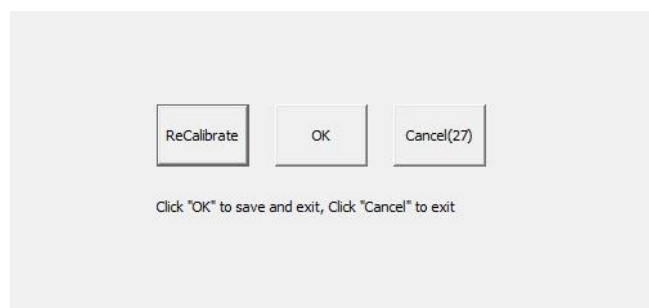 ReCalibrate OK Cancel(27)
Click "OK" to save and exit, Click "Cancel" to exit